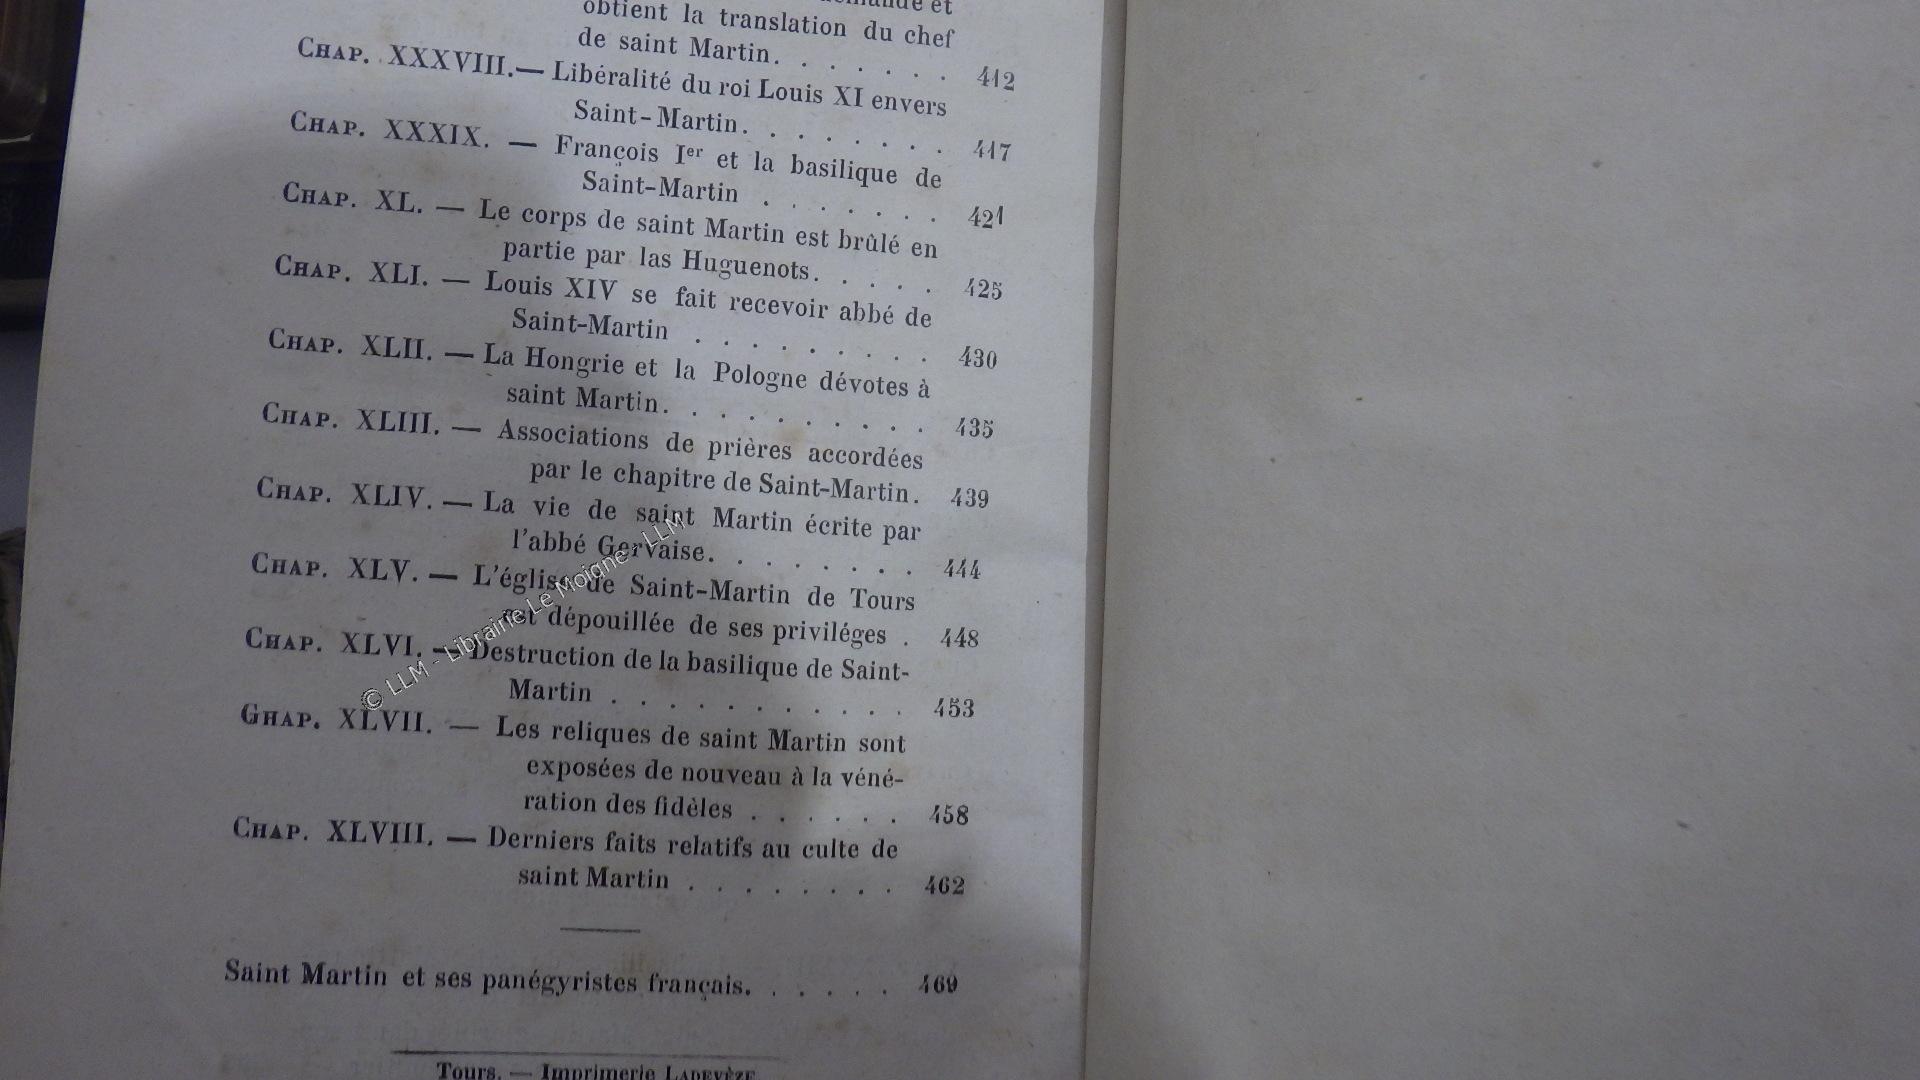 et
obtient la translation du chef
de saint Martin. . . . . . . 412
CHAP. XXXVIII.— Libéralité du roi Louis XI envers
Saint-Martin. . . . . . . . 417
CHAP. XXXIX. — François Ier et la basilique de
Saint-Martin . . . . . . . 421
CHAP. XL. — Le corps de saint Martin est brûlé en
partie par las Huguenots. . . . . 425
CHAP. XLI. — Louis XIV se fait recevoir abbé de
Saint-Martin . . . . . . . . . 430
CHAP. XLII. — La Hongrie et la Pologne dévotes à
saint Martin. . . . . . . . . . 435
CHAP. XLIII. — Associations de prières accordées
par le chapitre de Saint-Martin. 439
CHAP. XLIV. — La vie de saint Martin écrite par
l'abbé Gervaise. . . . . . . . 444
CHAP. XLV. — L'église de Saint-Martin de Tours
est dépouillée de ses priviléges . 448
CHAP. XLVI. — Destruction de la basilique de Saint-
Martin . . . . . . . . . . . 453
GHAP. XLVII. — Les reliques de saint Martin sont
exposées de nouveau à la véné-
ration des fidèles . . . . . . 458
CHAP. XLVIII. — Derniers faits relatifs au culte de
saint Martin . . . . . . . . 462
Saint Martin et ses panégyristes français. . . . . . 469
Tours. — Imprimerie LADEVÈZE
© LLM - Librairie Le Moigne - LLM